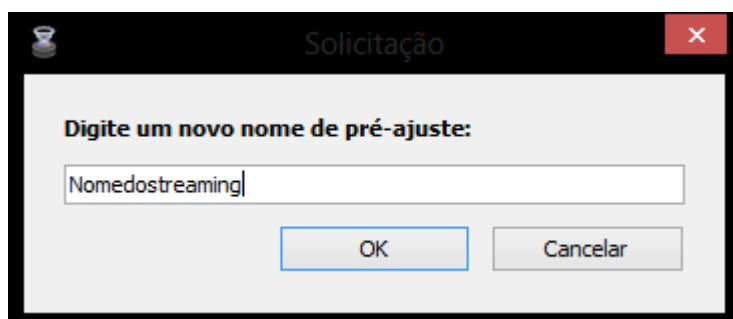 Solicitação
Digite um novo nome de pré-ajuste:
Nomedostreaming
OK
Cancelar